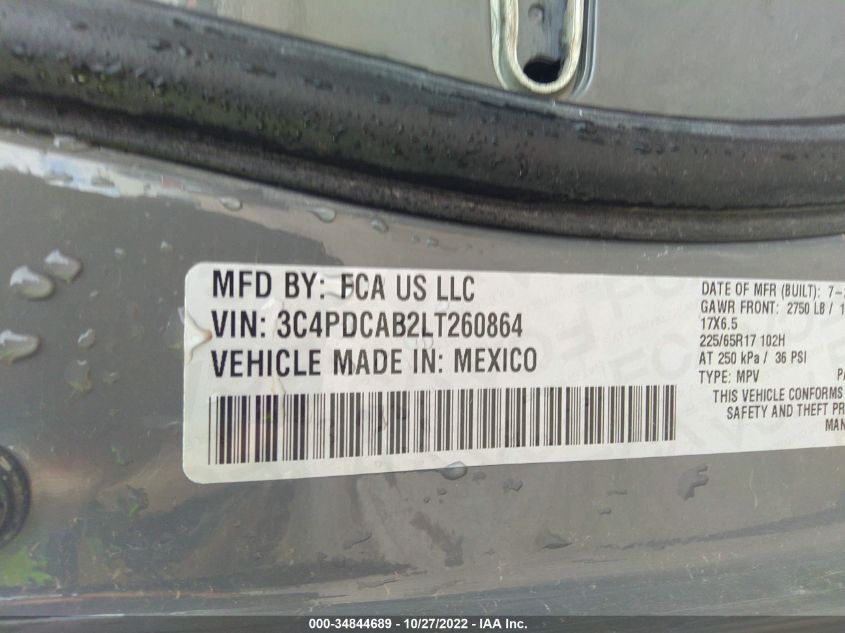 MFD BY: FCA US LLC
VIN: 3C4PDCAB2LT260864
VEHICLE MADE IN: MEXICO
DATE OF MFR (BUILT): 7-
GAWR FRONT: 2750 LB / 1
17X6.5
225/65R17 102H
AT 250 kPa / 36 PSI
TYPE: MPV
THIS VEHICLE CONFORMS
SAFETY AND THEFT
000-34844689 - 10/27/2022 - IAA Inc.